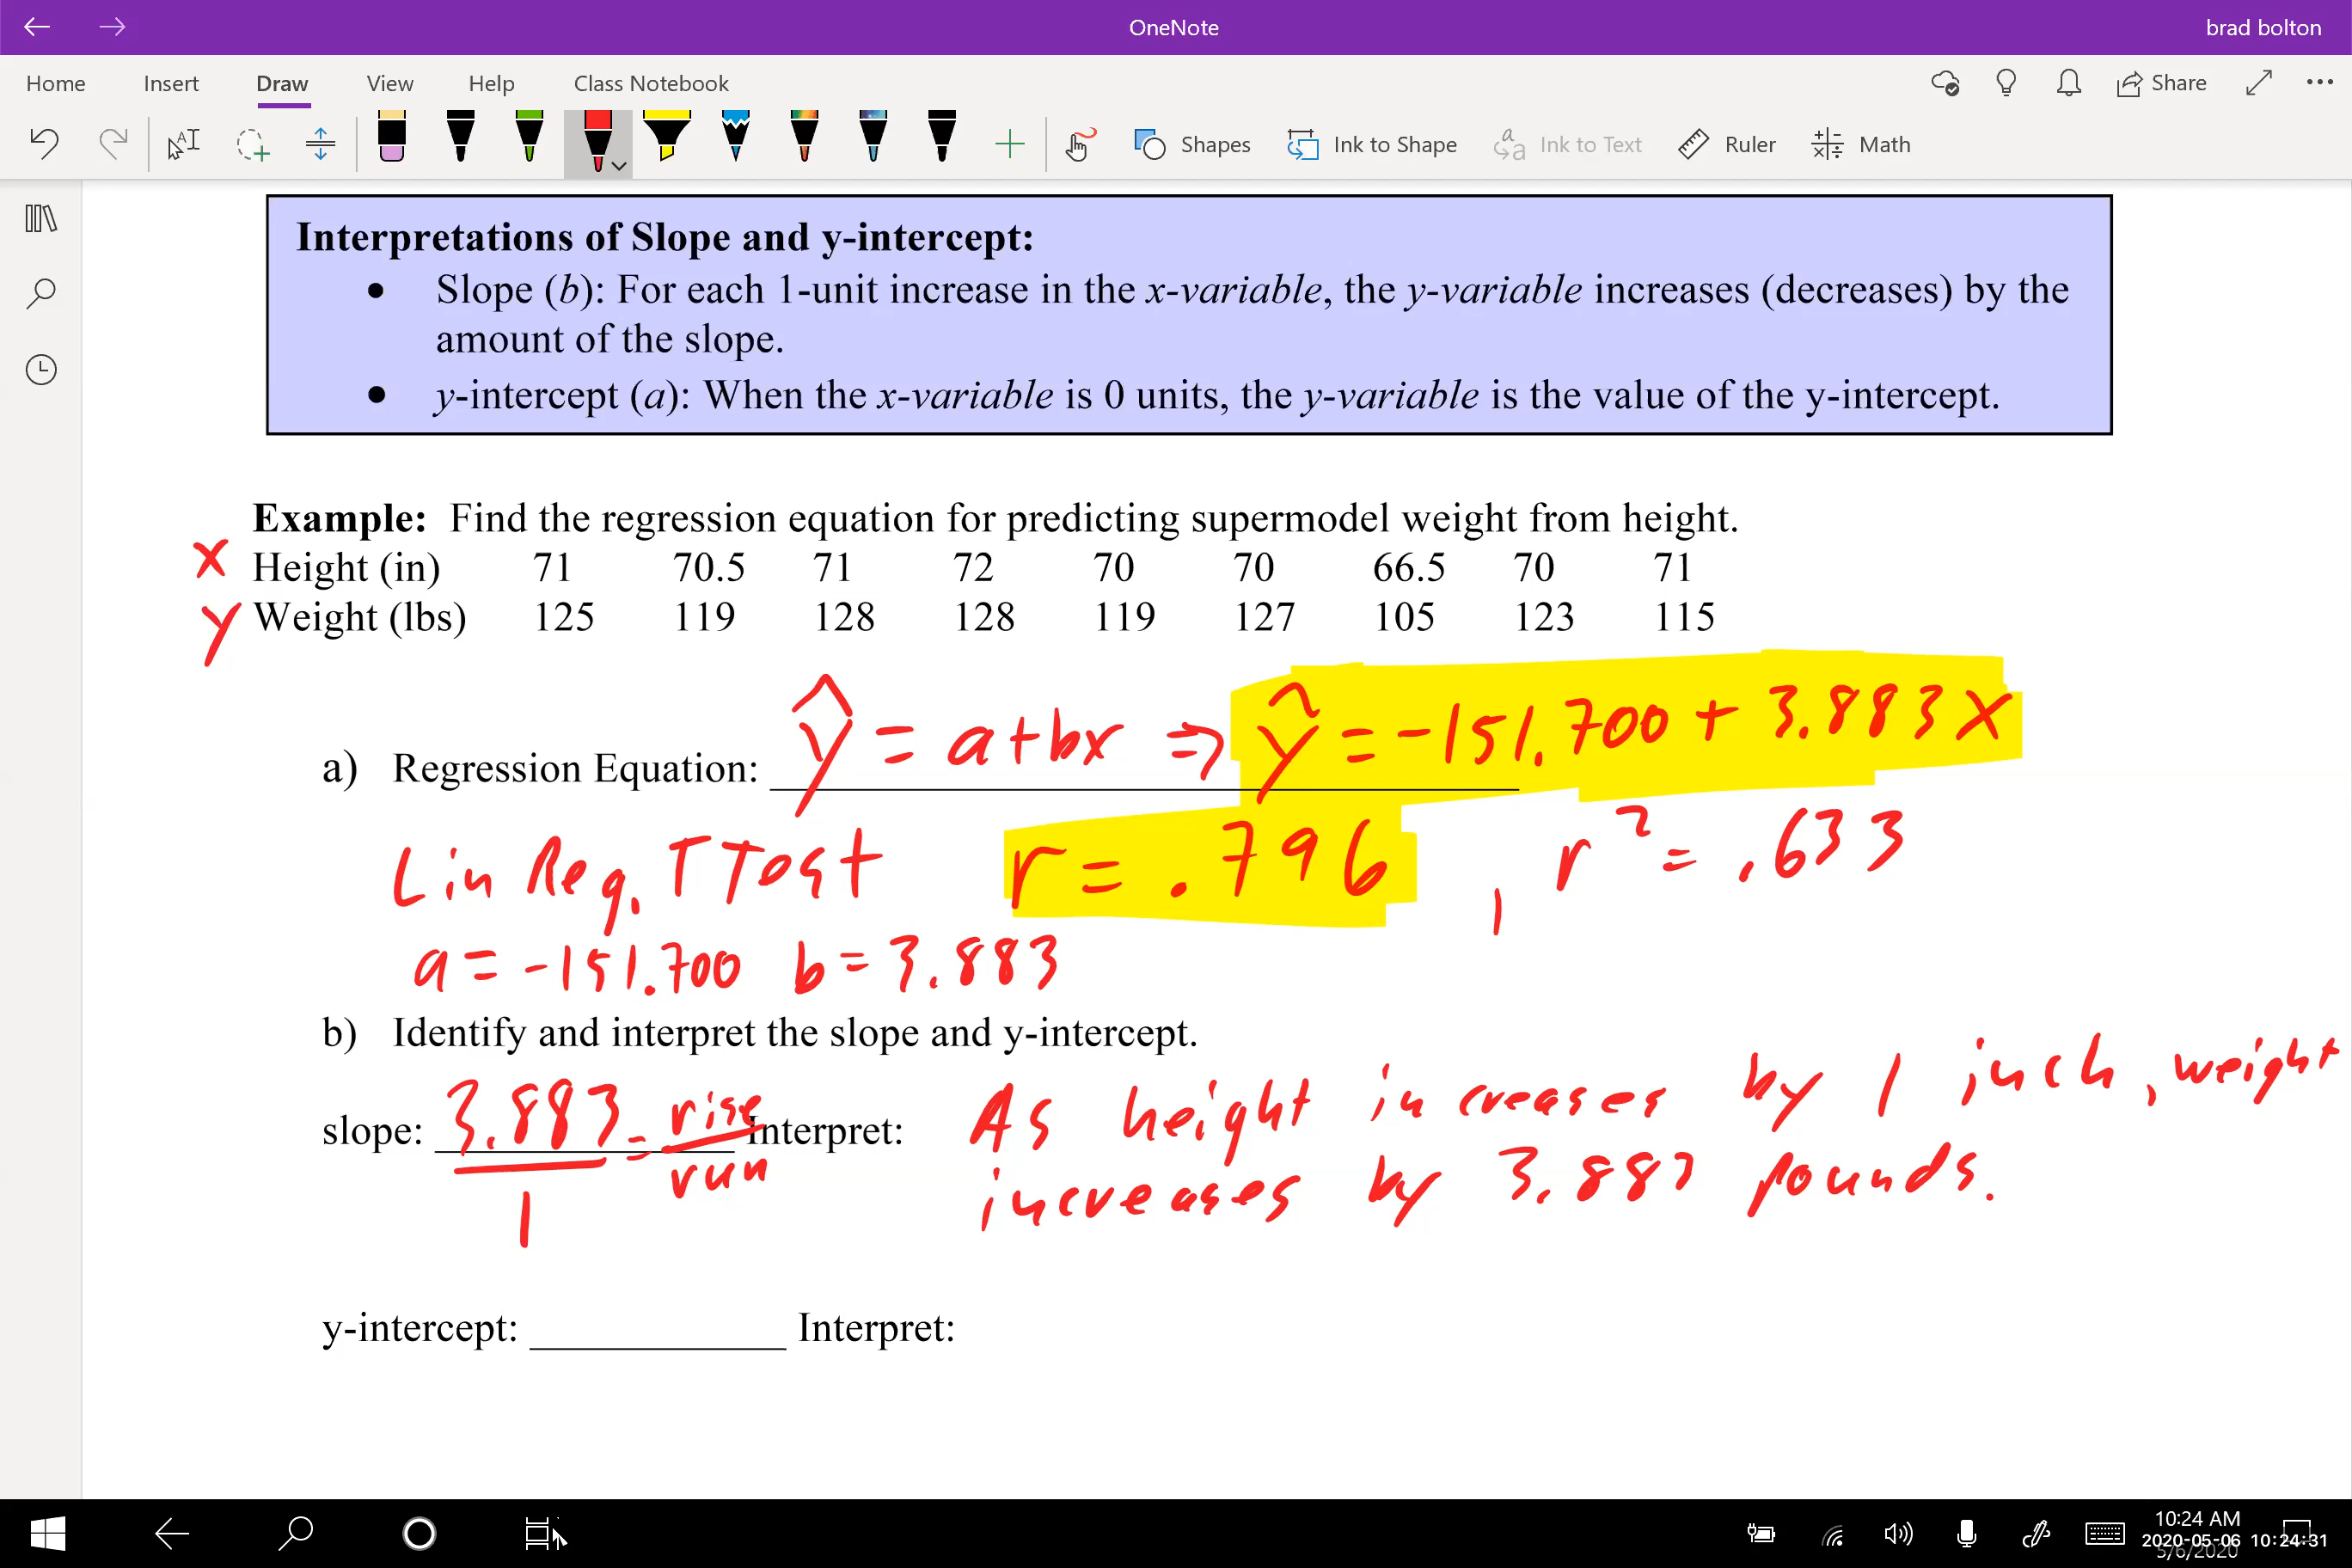 OneNote
brad bolton
Home Insert Draw View Help Class Notebook Share
Shapes Ink to Shape Ink to Text Ruler Math
Interpretations of Slope and y-intercept:
• Slope (b): For each 1-unit increase in the x-variable, the y-variable increases (decreases) by the
amount of the slope.
• y-intercept (a): When the x-variable is 0 units, the y-variable is the value of the y-intercept.
Example: Find the regression equation for predicting supermodel weight from height.
x Height (in) 71 70.5 71 72 70 70 66.5 70 71
y Weight (lbs) 125 119 128 128 119 127 105 123 115
a) Regression Equation: ŷ = a+bx ⇒ ŷ = -151.700 + 3.883x
Lin Reg. T Test r = .796 , r² = .633
a = -151.700 b = 3.883
b) Identify and interpret the slope and y-intercept.
slope: 3.883/1 = rise/run Interpret: As height increases by 1 inch, weight
increases by 3.883 pounds.
y-intercept: ____________ Interpret:
10:24 AM
2020-05-06 10:24:31
5/6/2020